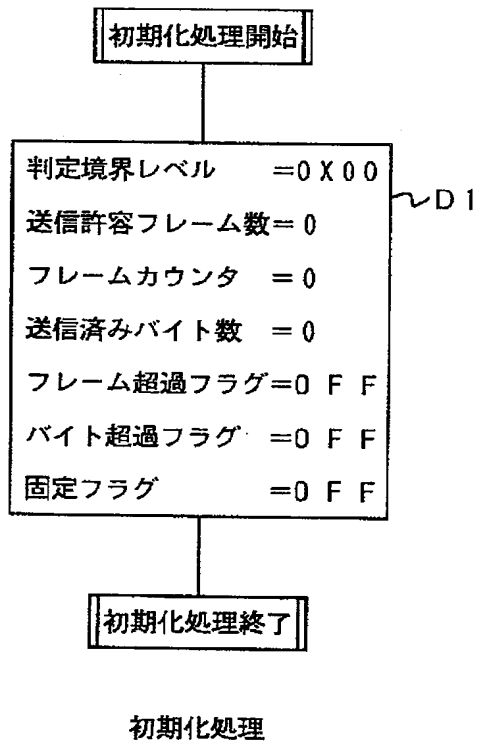 初期化処理開始
判定境界レベル =0X00
D1
送信許容フレーム数=0
フレームカウンタ =0
送信済みバイト数 =0
フレーム超過フラグ=OFF
バイト超過フラグ =OFF
固定フラグ =OFF
初期化処理終了
初期化処理